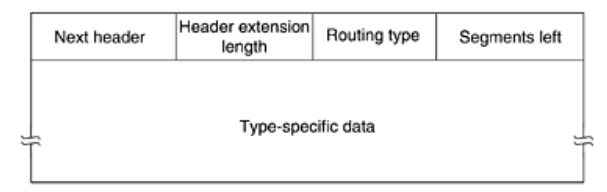 Next header
Header extension
length
Routing type
Segments left
Type-specific data